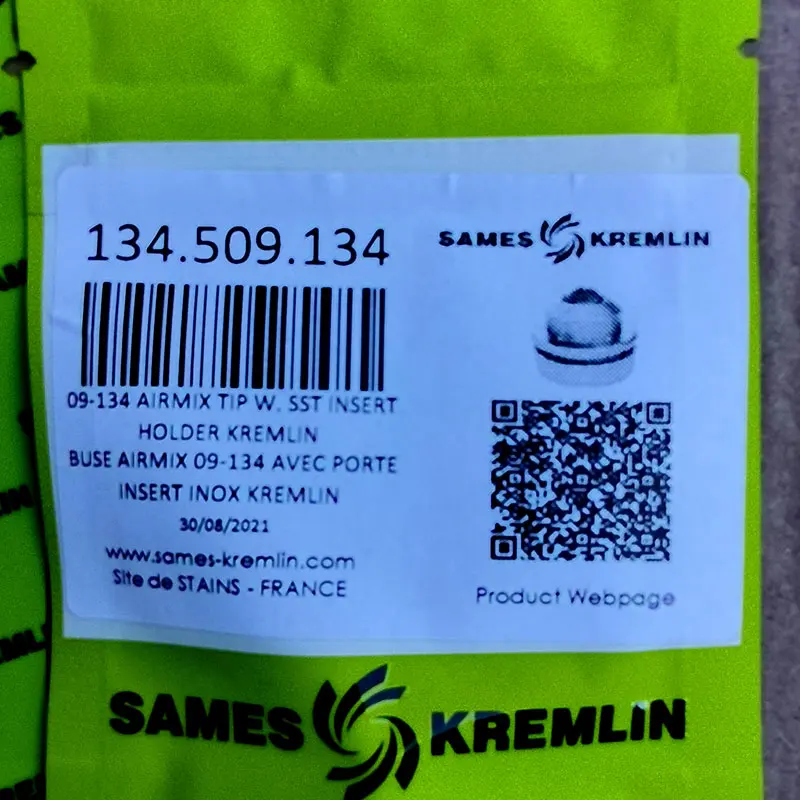 134.509.134
SAMES KREMLIN
09-134 AIRMIX TIP W. SST INSERT
HOLDER KREMLIN
BUSE AIRMIX 09-134 AVEC PORTE
INSERT INOX KREMLIN
30/08/2021
www.sames-kremlin.com
Site de STAINS - FRANCE
Product Webpage
SAMES KREMLIN